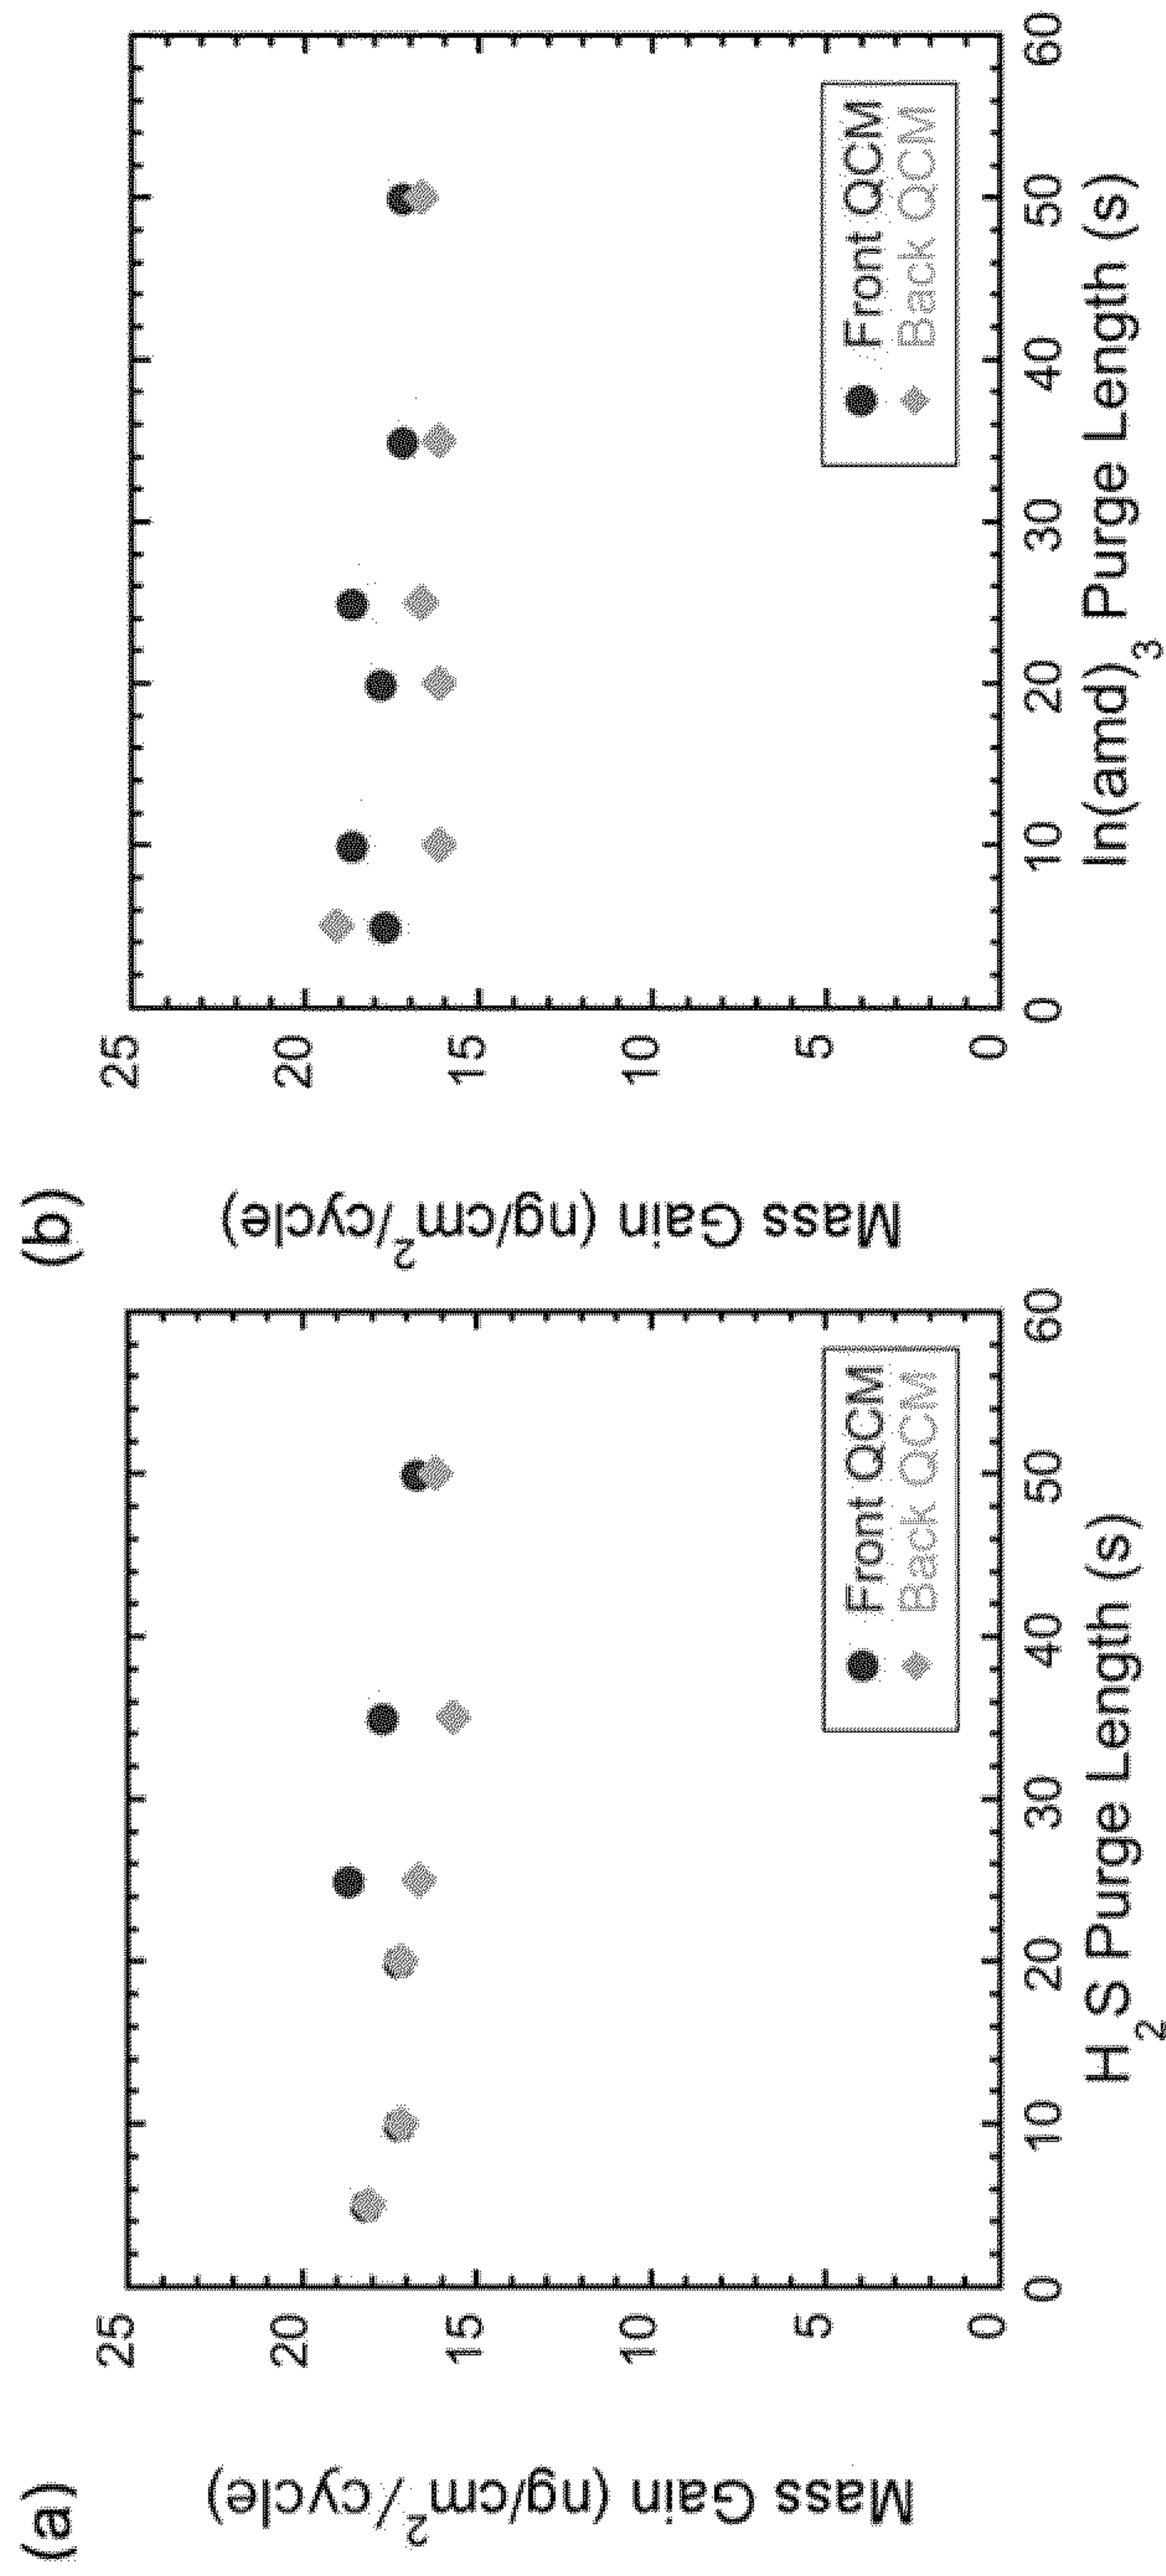 (a)
Mass Gain (ng/cm²/cycle)
25
20
15
10
5
0
0 10 20 30 40 50 60
H₂S Purge Length (s)
Front QCM
Back QCM
(b)
Mass Gain (ng/cm²/cycle)
25
20
15
10
5
0
0 10 20 30 40 50 60
In(amd)₃ Purge Length (s)
Front QCM
Back QCM